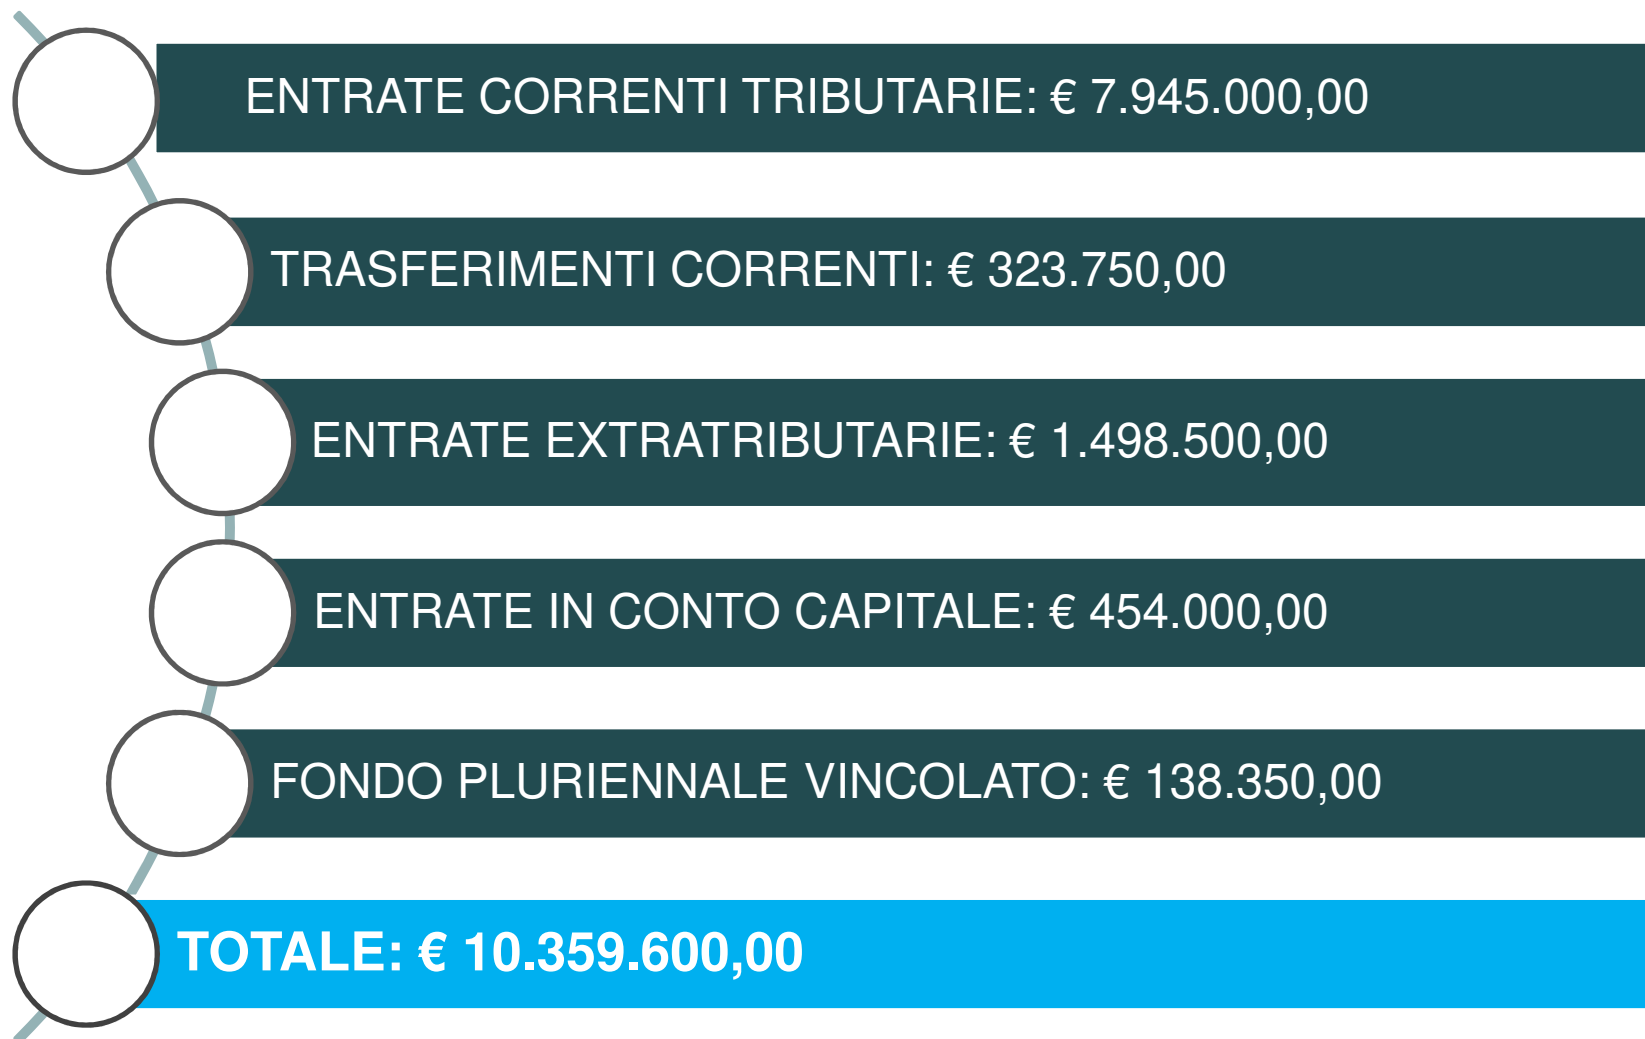 ENTRATE CORRENTI TRIBUTARIE: € 7.945.000,00
TRASFERIMENTI CORRENTI: € 323.750,00
ENTRATE EXTRATRIBUTARIE: € 1.498.500,00
ENTRATE IN CONTO CAPITALE: € 454.000,00
FONDO PLURIENNALE VINCOLATO: € 138.350,00
TOTALE: € 10.359.600,00